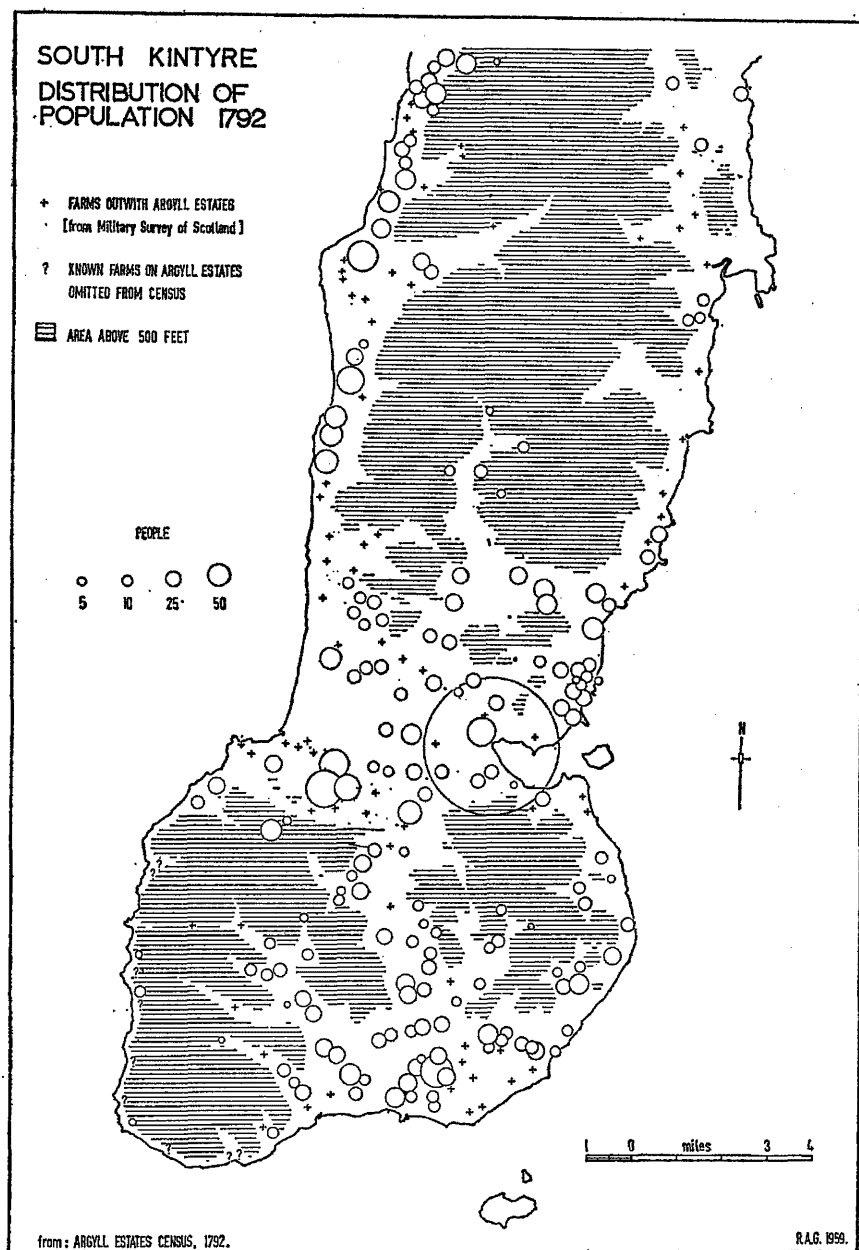 SOUTH KINTYRE
DISTRIBUTION OF
POPULATION 1792
+ FARMS OUTWITH ARGYLL ESTATES
[from Military Survey of Scotland]
? KNOWN FARMS ON ARGYLL ESTATES
OMITTED FROM CENSUS
AREA ABOVE 500 FEET
PEOPLE
5 10 25 50
N
1 0 miles 3 4
from: ARGYLL ESTATES CENSUS, 1792.
R.A.G. 1959.